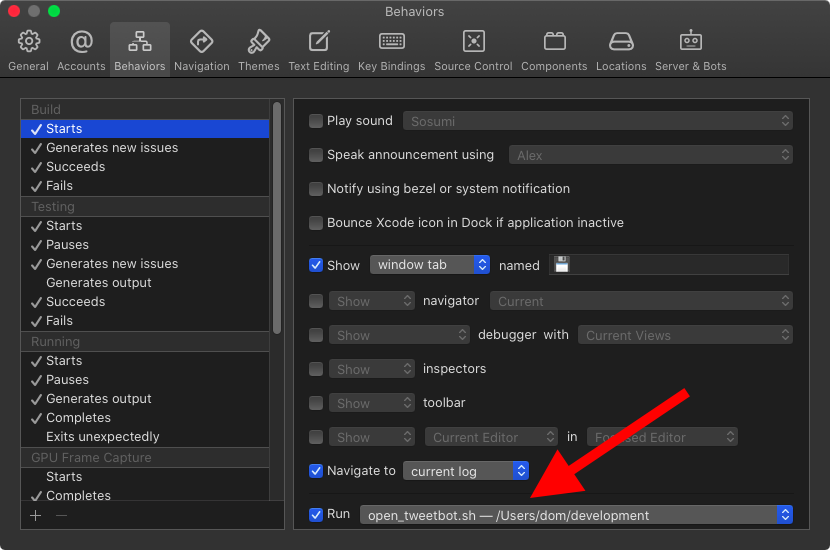 Behaviors
General Accounts Behaviors Navigation Themes Text Editing Key Bindings Source Control Components Locations Server & Bots
Build
Starts
Generates new issues
Succeeds
Fails
Testing
Starts
Pauses
Generates new issues
Generates output
Succeeds
Fails
Running
Starts
Pauses
Generates output
Completes
Exits unexpectedly
GPU Frame Capture
Starts
Completes
Play sound Sosumi
Speak announcement using Alex
Notify using bezel or system notification
Bounce Xcode icon in Dock if application inactive
Show window tab named 💾
Show navigator Current
Show debugger with Current Views
Show inspectors
Show toolbar
Show Current Editor in Focused Editor
Navigate to current log
Run open_tweetbot.sh — /Users/dom/development